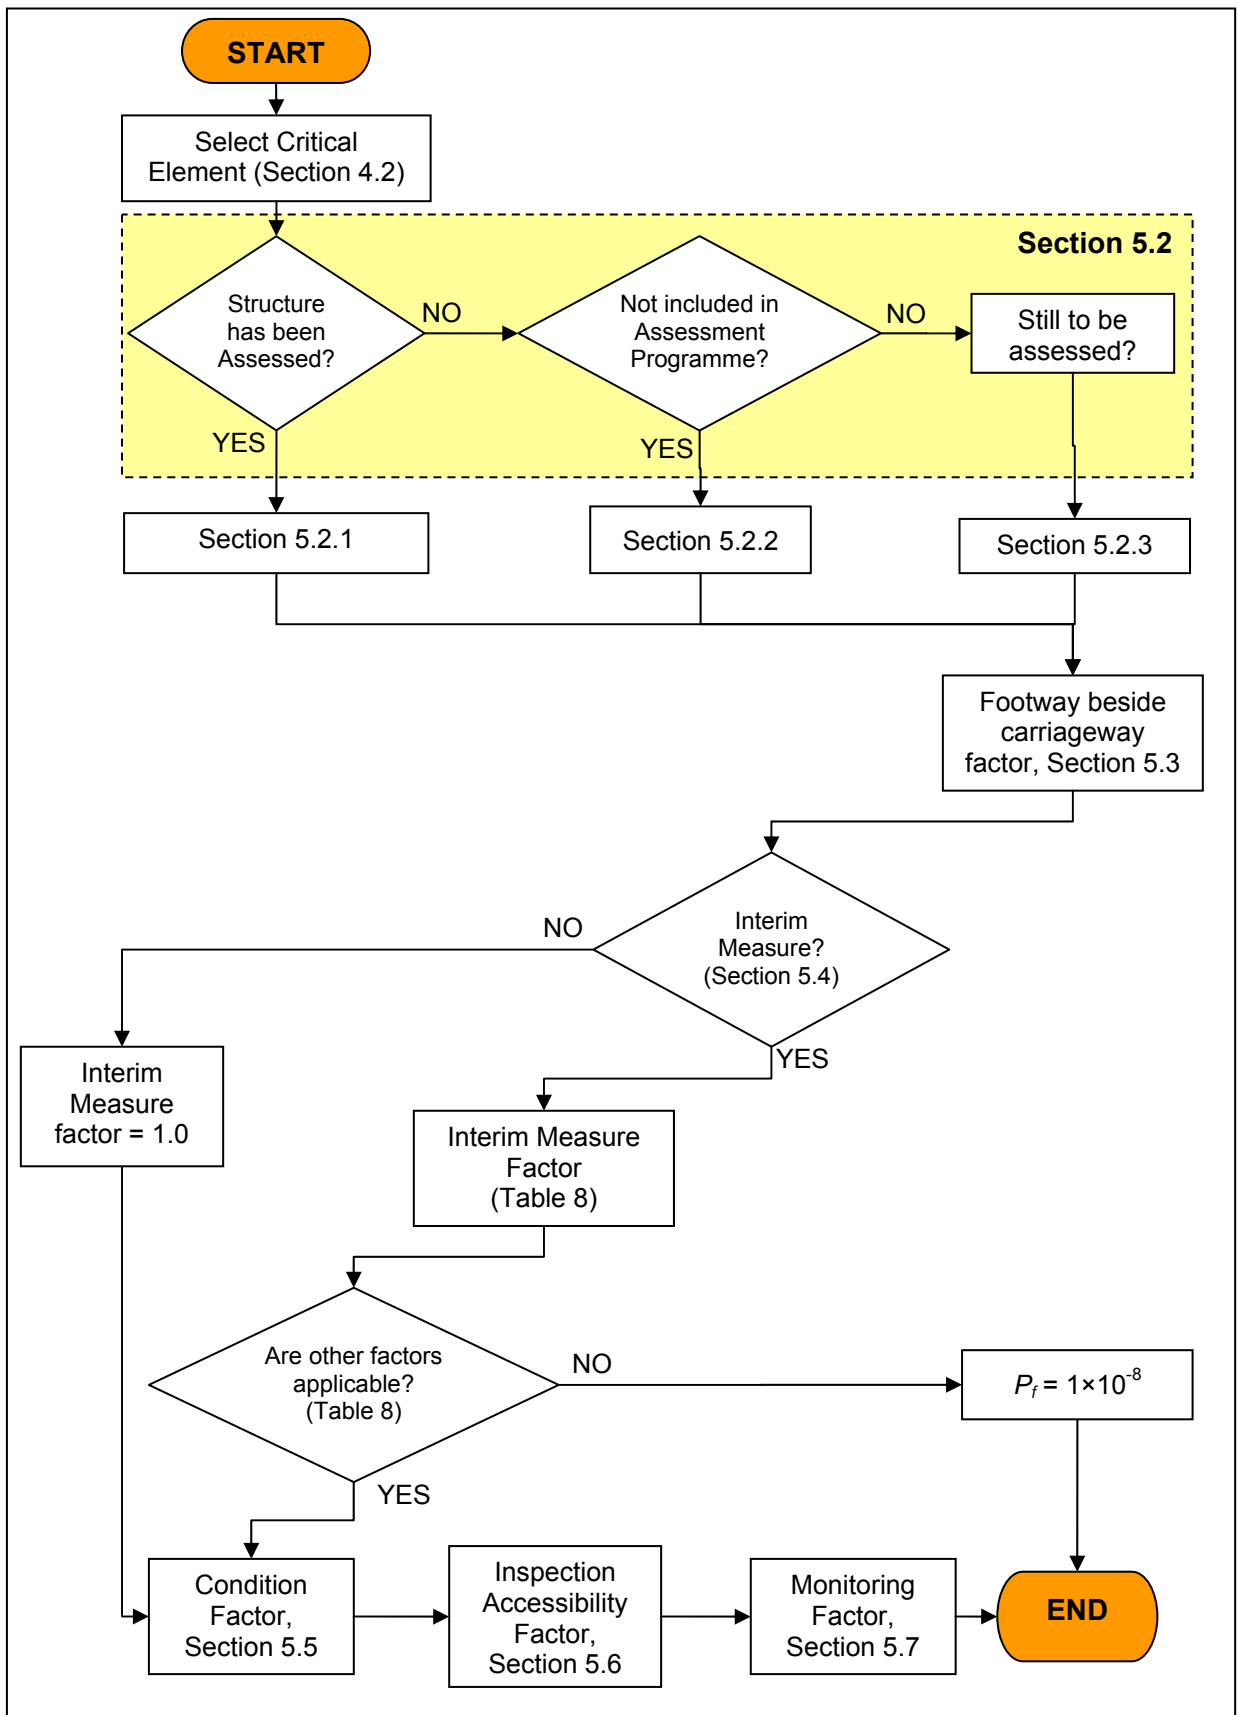 START
Select Critical
Element (Section 4.2)
Section 5.2
Structure
has been
Assessed?
NO
Not included in
Assessment
Programme?
NO
Still to be
assessed?
YES
YES
Section 5.2.1
Section 5.2.2
Section 5.2.3
Footway beside
carriageway
factor, Section 5.3
Interim
Measure?
(Section 5.4)
NO
YES
Interim
Measure
factor = 1.0
Interim Measure
Factor
(Table 8)
Are other factors
applicable?
(Table 8)
NO
P_f = 1×10^-8
YES
Condition
Factor,
Section 5.5
Inspection
Accessibility
Factor,
Section 5.6
Monitoring
Factor,
Section 5.7
END